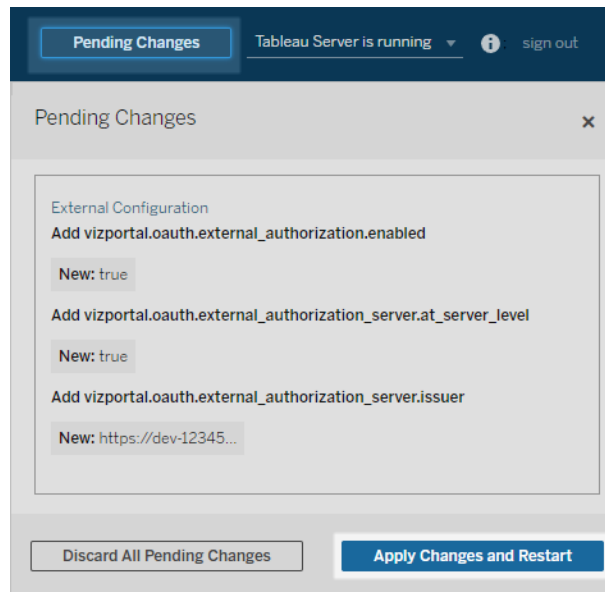 Pending Changes
Tableau Server is running
sign out
Pending Changes
External Configuration
Add vizportal.oauth.external_authorization.enabled
New: true
Add vizportal.oauth.external_authorization_server.at_server_level
New: true
Add vizportal.oauth.external_authorization_server.issuer
New: https://dev-12345...
Discard All Pending Changes
Apply Changes and Restart